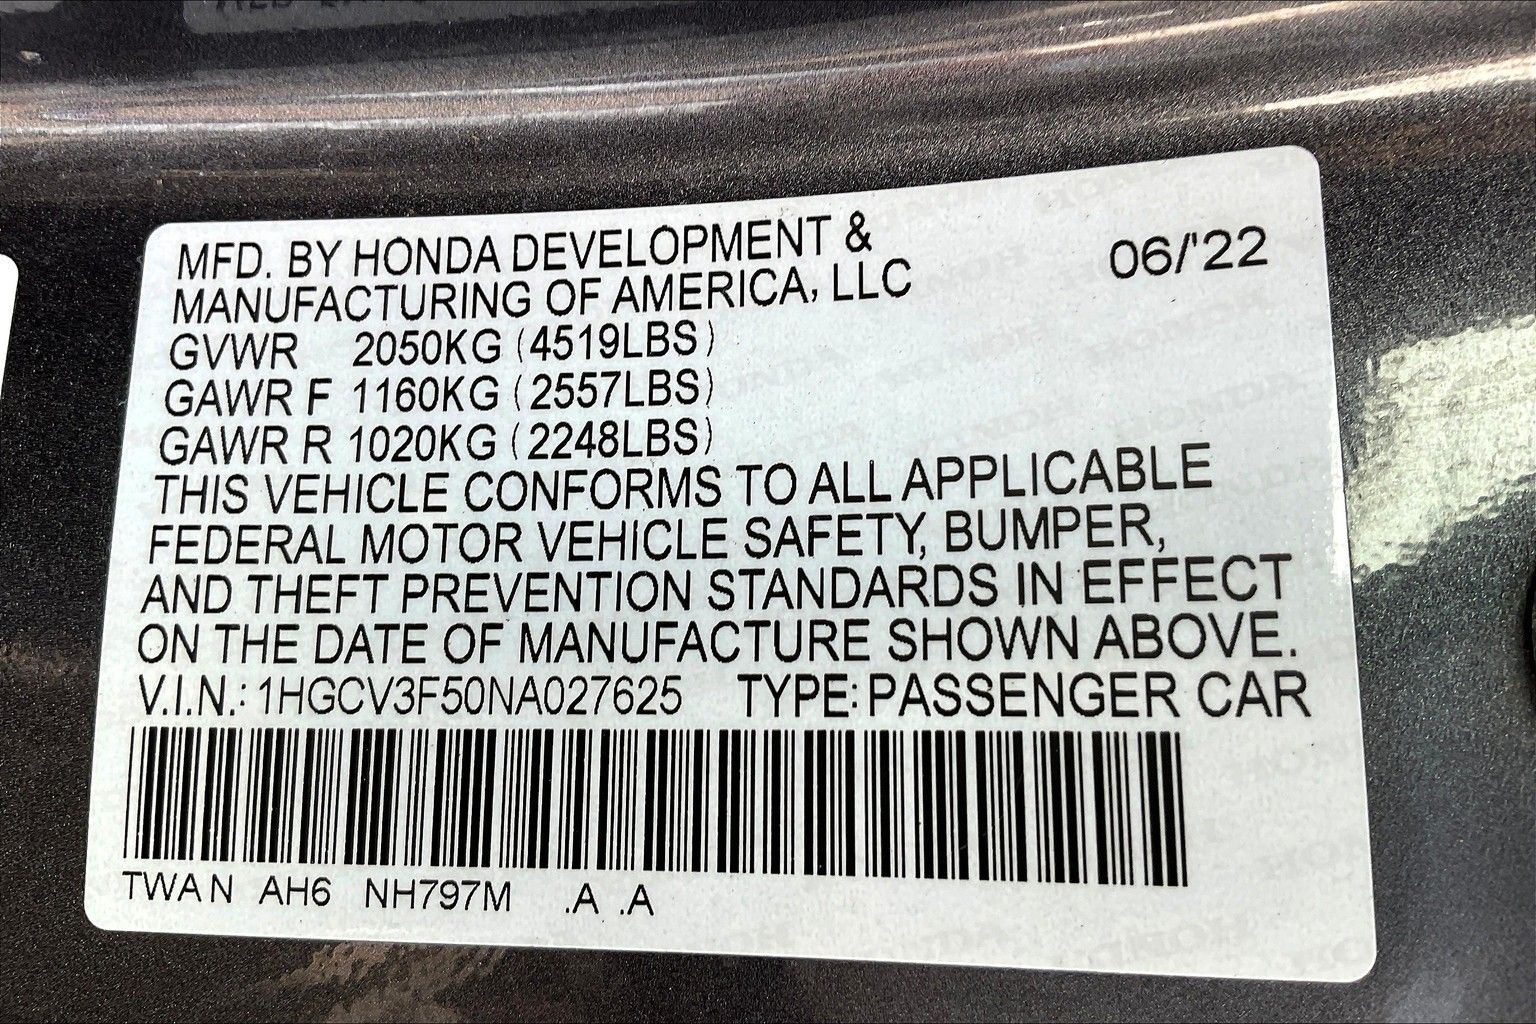 MFD. BY HONDA DEVELOPMENT &
MANUFACTURING OF AMERICA, LLC
06/'22
GVWR 2050KG (4519LBS)
GAWR F 1160KG (2557LBS)
GAWR R 1020KG (2248LBS)
THIS VEHICLE CONFORMS TO ALL APPLICABLE
FEDERAL MOTOR VEHICLE SAFETY, BUMPER,
AND THEFT PREVENTION STANDARDS IN EFFECT
ON THE DATE OF MANUFACTURE SHOWN ABOVE.
V.I.N.: 1HGCV3F50NA027625 TYPE: PASSENGER CAR
TWAN AH6 NH797M .A .A